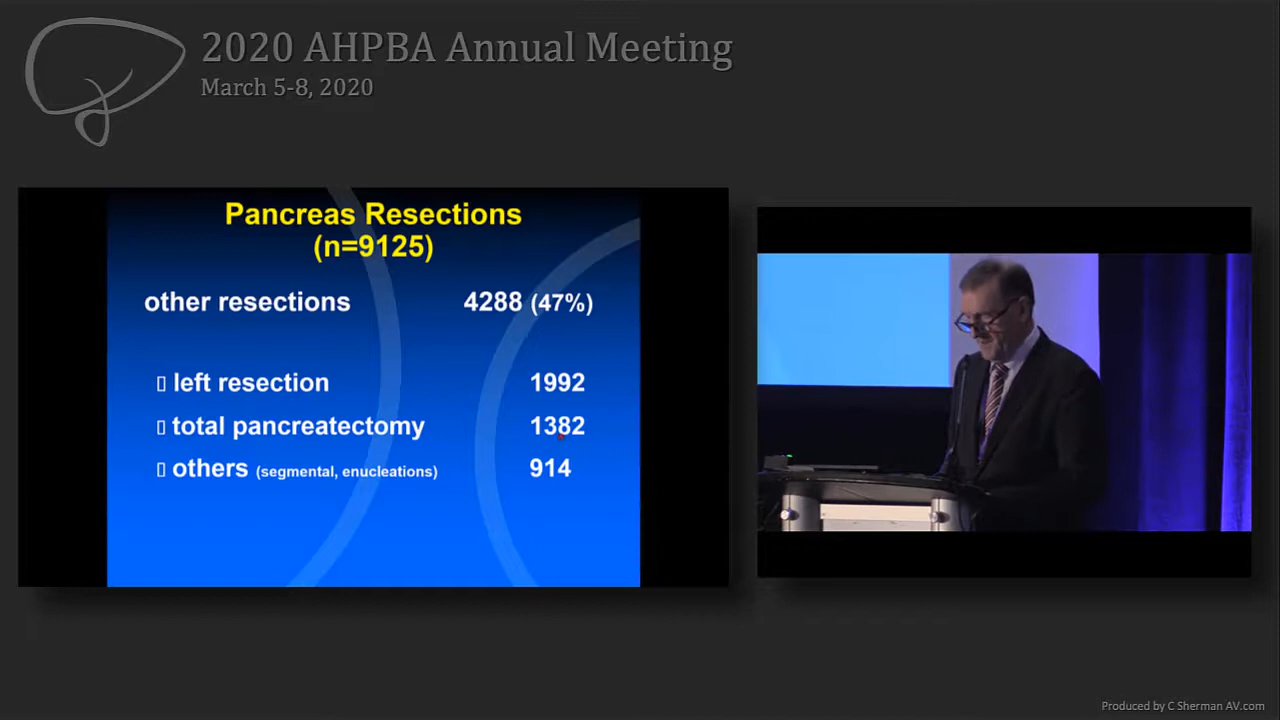 2020 AHPBA Annual Meeting
March 5-8, 2020
Pancreas Resections
(n=9125)
other resections 4288 (47%)
left resection 1992
total pancreatectomy 1382
others (segmental, enucleations) 914
Produced by C Sherman AV.com